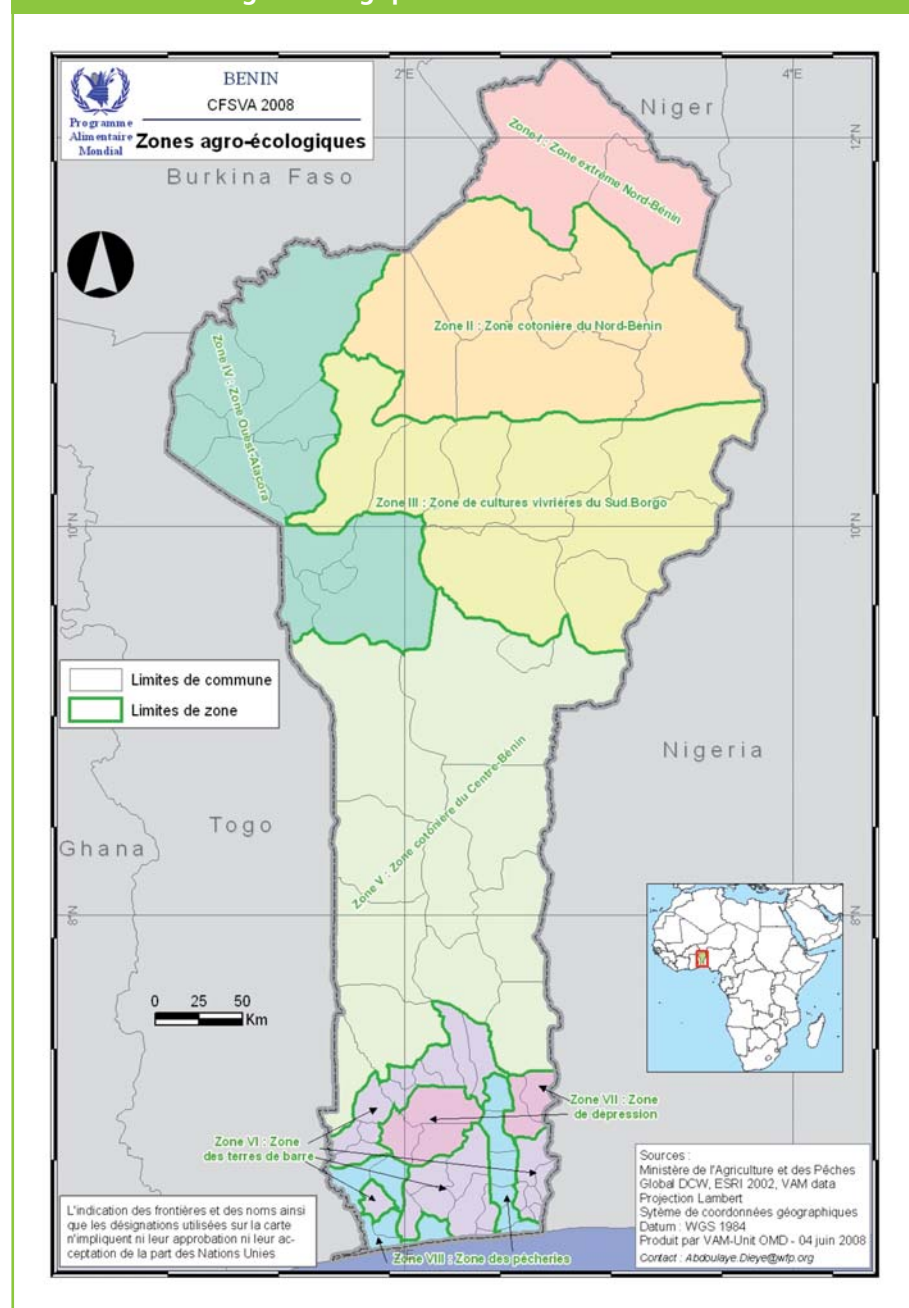 BENIN
CFSVA 2008
Zones agro-écologiques
Programme
Alimentaire
Mondial
2°E
4°E
Niger
12°N
Burkina Faso
Zone I : Zone extrême Nord-Bénin
Zone II : Zone cotonière du Nord-Bénin
Zone IV : Zone Ouest-Atacora
Zone III : Zone de cultures vivrières du Sud Borgo
10°N
10°N
Limites de commune
Limites de zone
Nigeria
Togo
Ghana
Zone V : Zone cotonière du Centre-Bénin
8°N
8°N
0 25 50
Km
Zone VII : Zone
de dépression
Zone VI : Zone
des terres de barre
Zone VIII : Zone des pêcheries
L'indication des frontières et des noms ainsi
que les désignations utilisées sur la carte
n'impliquent ni leur approbation ni leur ac-
ceptation de la part des Nations Unies
Sources :
Ministère de l'Agriculture et des Pêches
Global DCW, ESRI 2002, VAM data
Projection Lambert
Sytème de coordonnées géographiques
Datum : WGS 1984
Produit par VAM-Unit OMD - 04 juin 2008
Contact : Abdoulaye.Dieye@wfp.org